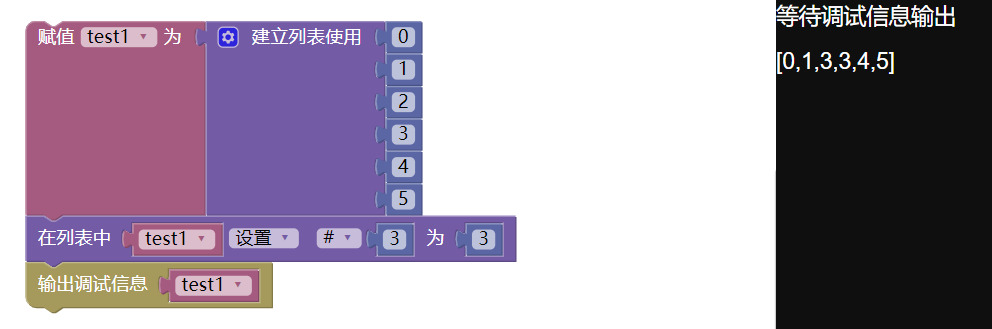 赋值 test1 为 建立列表使用 0
1
2
3
4
5
在列表中 test1 设置 # 3 为 3
输出调试信息 test1
等待调试信息输出
[0,1,3,3,4,5]